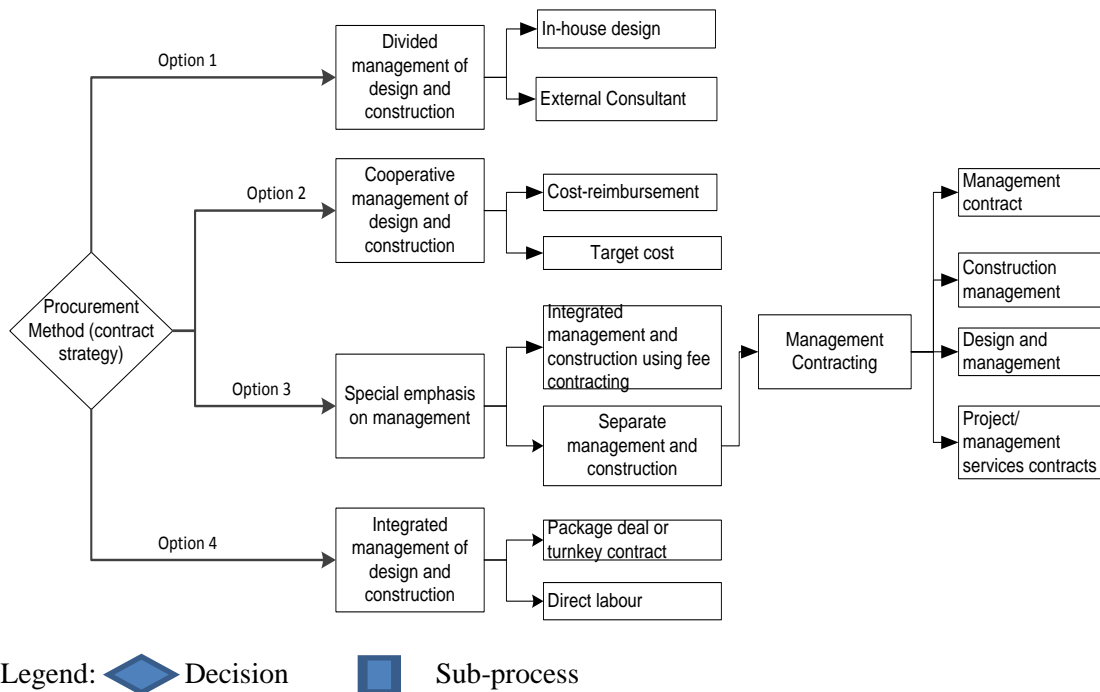 Procurement
Method (contract
strategy)
Option 1
Divided
management of
design and
construction
In-house design
External Consultant
Option 2
Cooperative
management of
design and
construction
Cost-reimbursement
Target cost
Option 3
Special emphasis
on management
Integrated
management and
construction using fee
contracting
Separate
management and
construction
Management
Contracting
Management
contract
Construction
management
Design and
management
Project/
management
services contracts
Option 4
Integrated
management of
design and
construction
Package deal or
turnkey contract
Direct labour
Legend: Decision Sub-process